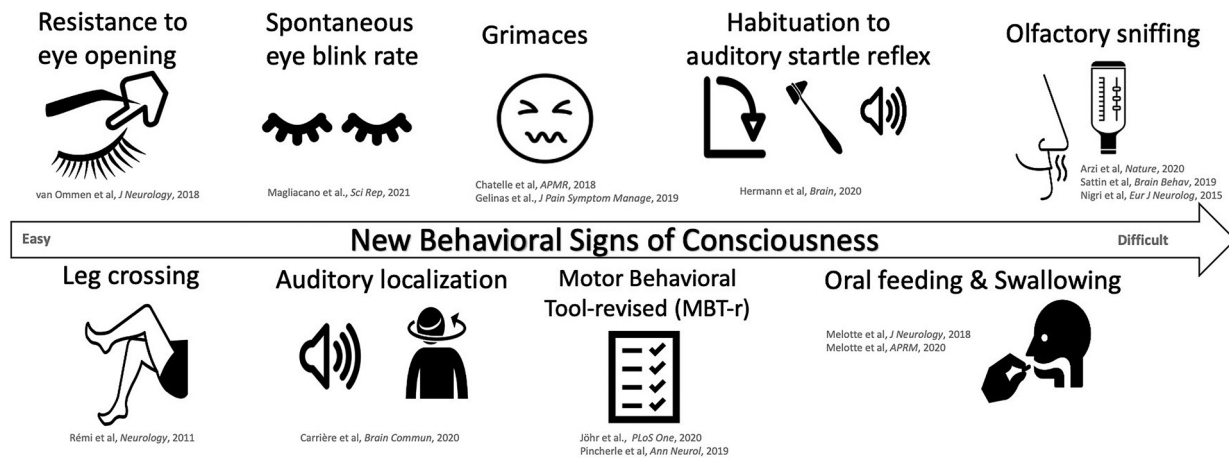 Resistance to
eye opening
van Ommen et al, J Neurology, 2018
Spontaneous
eye blink rate
Magliacano et al., Sci Rep, 2021
Grimaces
Chatelle et al, APMR, 2018
Gelinas et al., J Pain Symptom Manage, 2019
Habituation to
auditory startle reflex
Hermann et al, Brain, 2020
Olfactory sniffing
Arzi et al, Nature, 2020
Sattin et al, Brain Behav, 2019
Nigri et al, Eur J Neurolog, 2015
Easy
New Behavioral Signs of Consciousness
Difficult
Leg crossing
Rémi et al, Neurology, 2011
Auditory localization
Carrière et al, Brain Commun, 2020
Motor Behavioral
Tool-revised (MBT-r)
Jöhr et al., PLoS One, 2020
Pincherle et al, Ann Neurol, 2019
Oral feeding & Swallowing
Melotte et al, J Neurology, 2018
Melotte et al, APRM, 2020